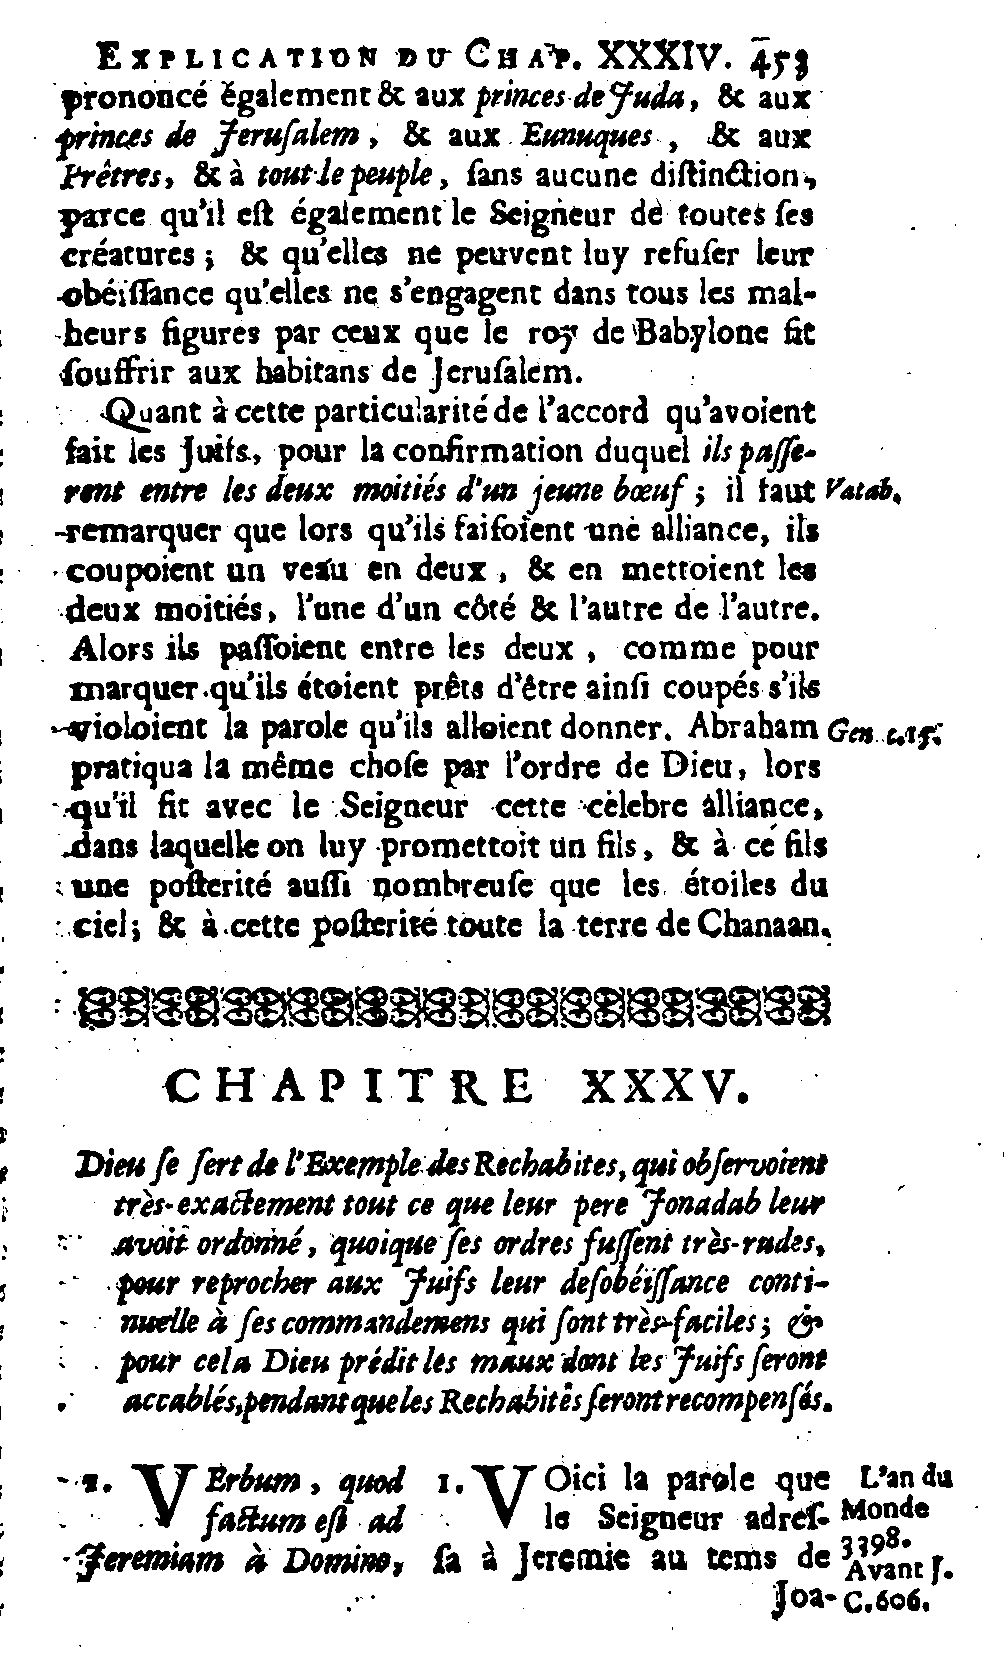 EXPLICATION DU CHAP. XXXIV. 453
prononcé également & aux princes de Juda, & aux
princes de Jeruſalem, & aux Eunuques, & aux
Prêtres, & à tout le peuple, ſans aucune diſtinction,
parce qu'il eſt également le Seigneur de toutes ſes
créatures; & qu'elles ne peuvent luy refuſer leur
obéiſſance qu'elles ne s'engagent dans tous les mal-
heurs figures par ceux que le roy de Babylone fit
ſouffrir aux habitans de Jeruſalem.
Quant à cette particularité de l'accord qu'avoient
fait les Juifs, pour la confirmation duquel ils paſſe-
rent entre les deux moitiés d'un jeune bœuf; il faut Vatab.
remarquer que lors qu'ils faiſoient une alliance, ils
coupoient un veau en deux, & en mettoient les
deux moitiés, l'une d'un côté & l'autre de l'autre.
Alors ils paſſoient entre les deux, comme pour
marquer qu'ils étoient prêts d'être ainſi coupés s'ils
violoient la parole qu'ils alloient donner. Abraham Gen. c. 15.
pratiqua la même choſe par l'ordre de Dieu, lors
qu'il fit avec le Seigneur cette célebre alliance,
dans laquelle on luy promettoit un fils, & à ce fils
une poſterité auſſi nombreuſe que les étoiles du
ciel; & à cette poſterité toute la terre de Chanaan.
CHAPITRE XXXV.
Dieu ſe ſert de l'Exemple des Rechabites, qui obſervoient
très-exactement tout ce que leur pere Jonadab leur
avoit ordonné, quoique ſes ordres fuſſent très-rudes,
pour reprocher aux Juifs leur deſobéiſſance conti-
nuelle à ſes commandemens qui ſont très-faciles; &
pour cela Dieu prédit les maux dont les Juifs ſeront
accablés, pendant que les Rechabites ſeront recompenſés.
1. VErbum, quod
factum eſt ad
Jeremiam à Domino,
1. VOici la parole que
le Seigneur adreſ-
ſa à Jeremie au tems de
Joa-
L'an du
Monde
3398.
Avant J.
C. 606.